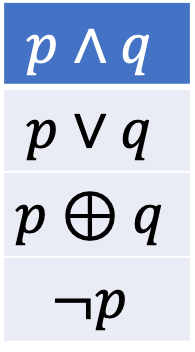 p ∧ q
p ∨ q
p ⊕ q
¬p